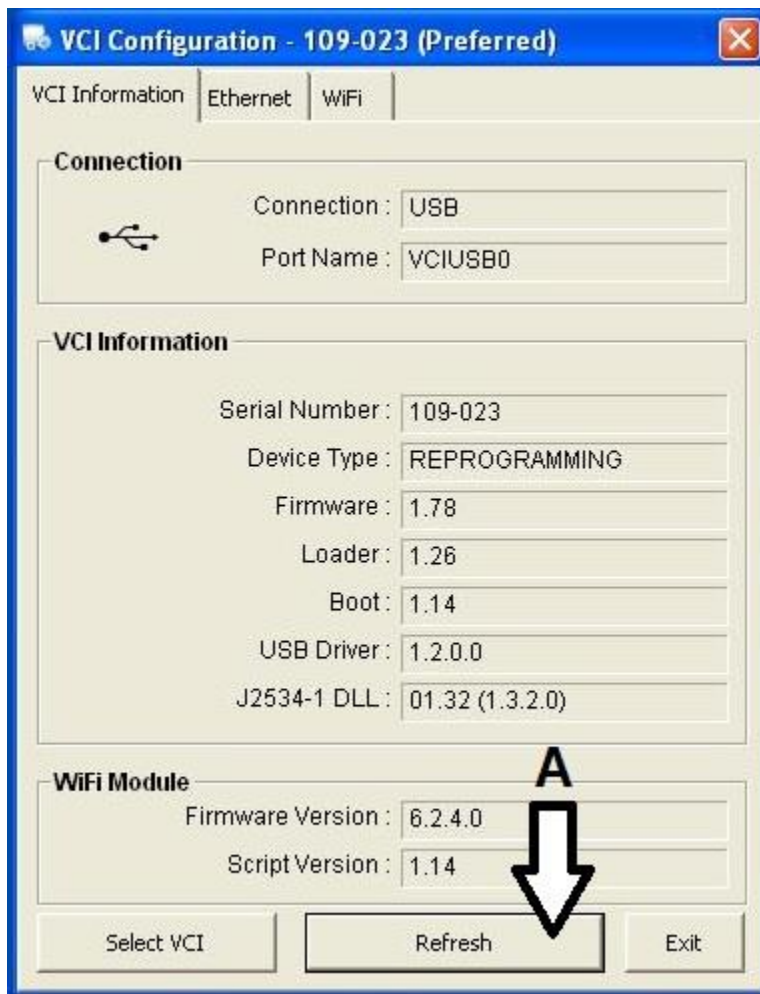 VCI Configuration - 109-023 (Preferred)
VCI Information Ethernet WiFi
Connection
Connection : USB
Port Name : VCIUSB0
VCI Information
Serial Number : 109-023
Device Type : REPROGRAMMING
Firmware : 1.78
Loader : 1.26
Boot : 1.14
USB Driver : 1.2.0.0
J2534-1 DLL : 01.32 (1.3.2.0)
A
WiFi Module
Firmware Version : 6.2.4.0
Script Version : 1.14
Select VCI Refresh Exit